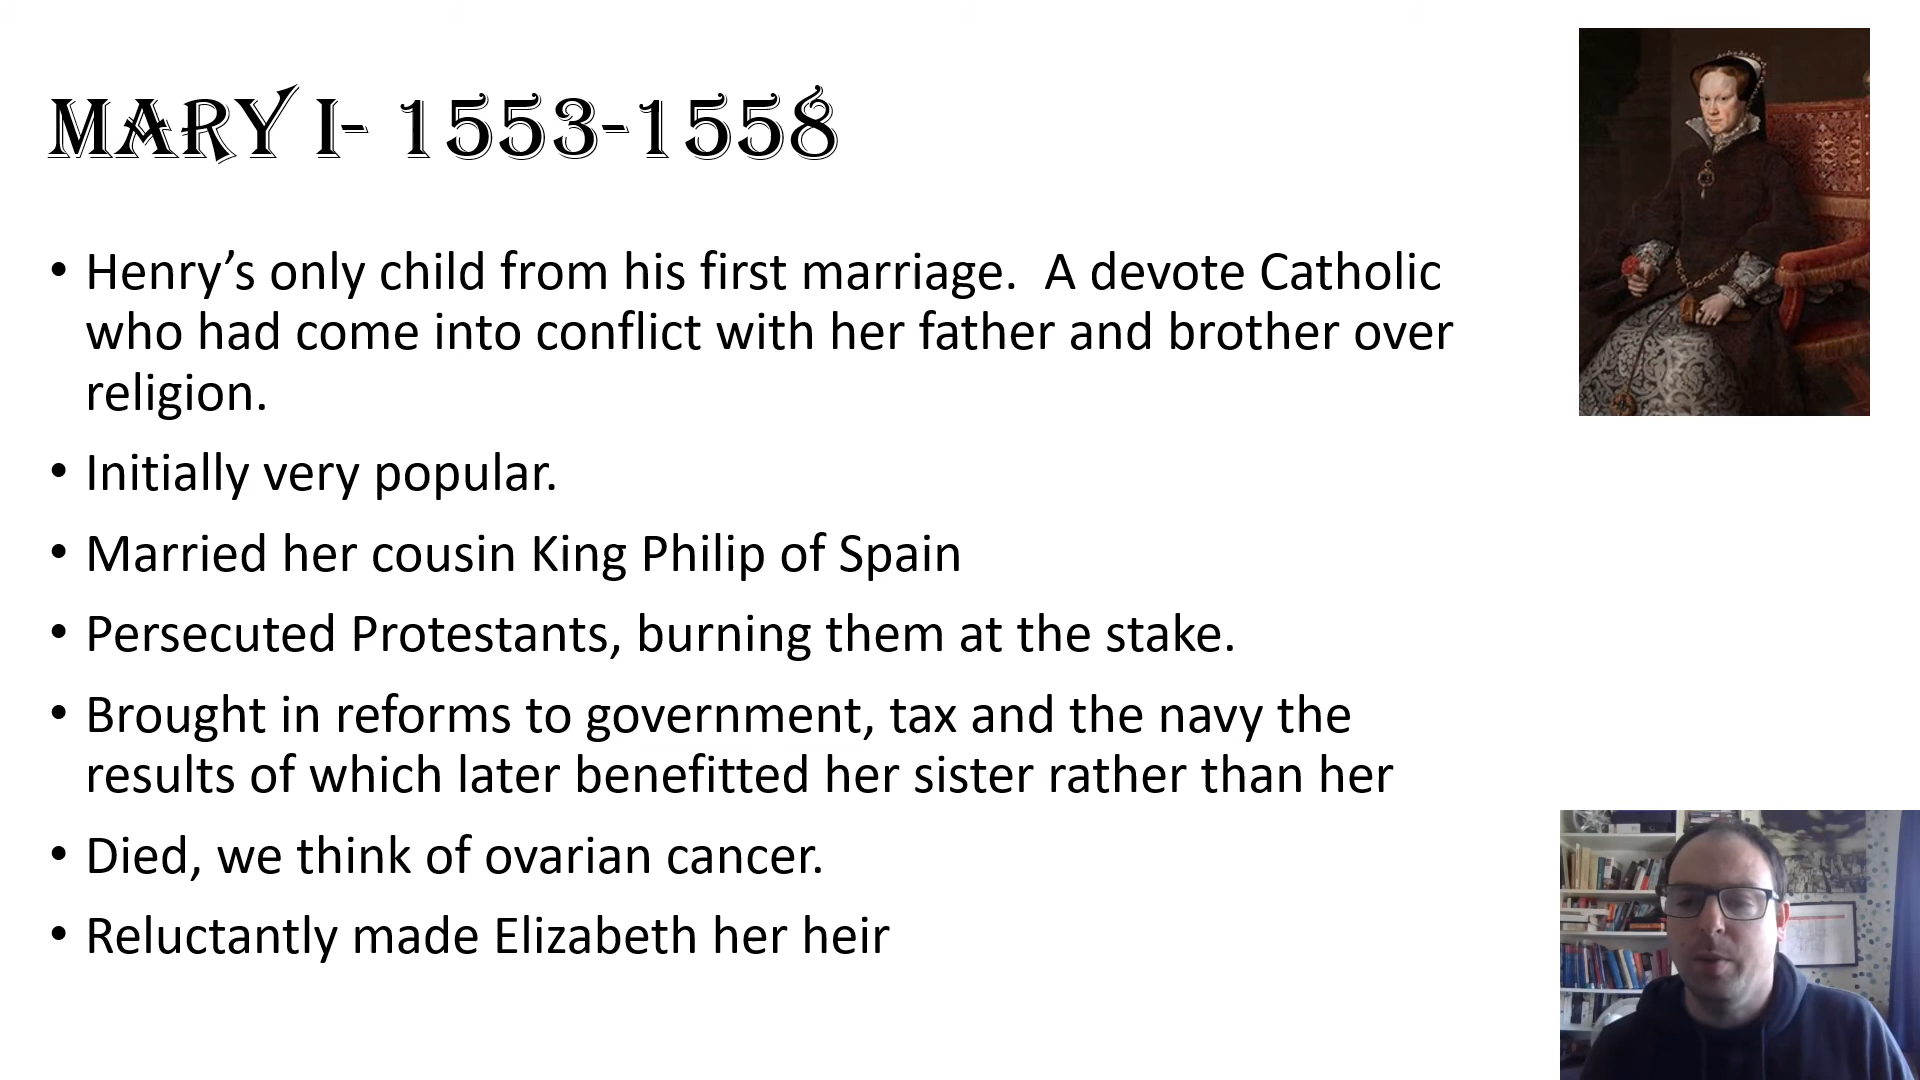 MARY I- 1553-1558
• Henry’s only child from his first marriage.  A devote Catholic
who had come into conflict with her father and brother over
religion.
• Initially very popular.
• Married her cousin King Philip of Spain
• Persecuted Protestants, burning them at the stake.
• Brought in reforms to government, tax and the navy the
results of which later benefitted her sister rather than her
• Died, we think of ovarian cancer.
• Reluctantly made Elizabeth her heir